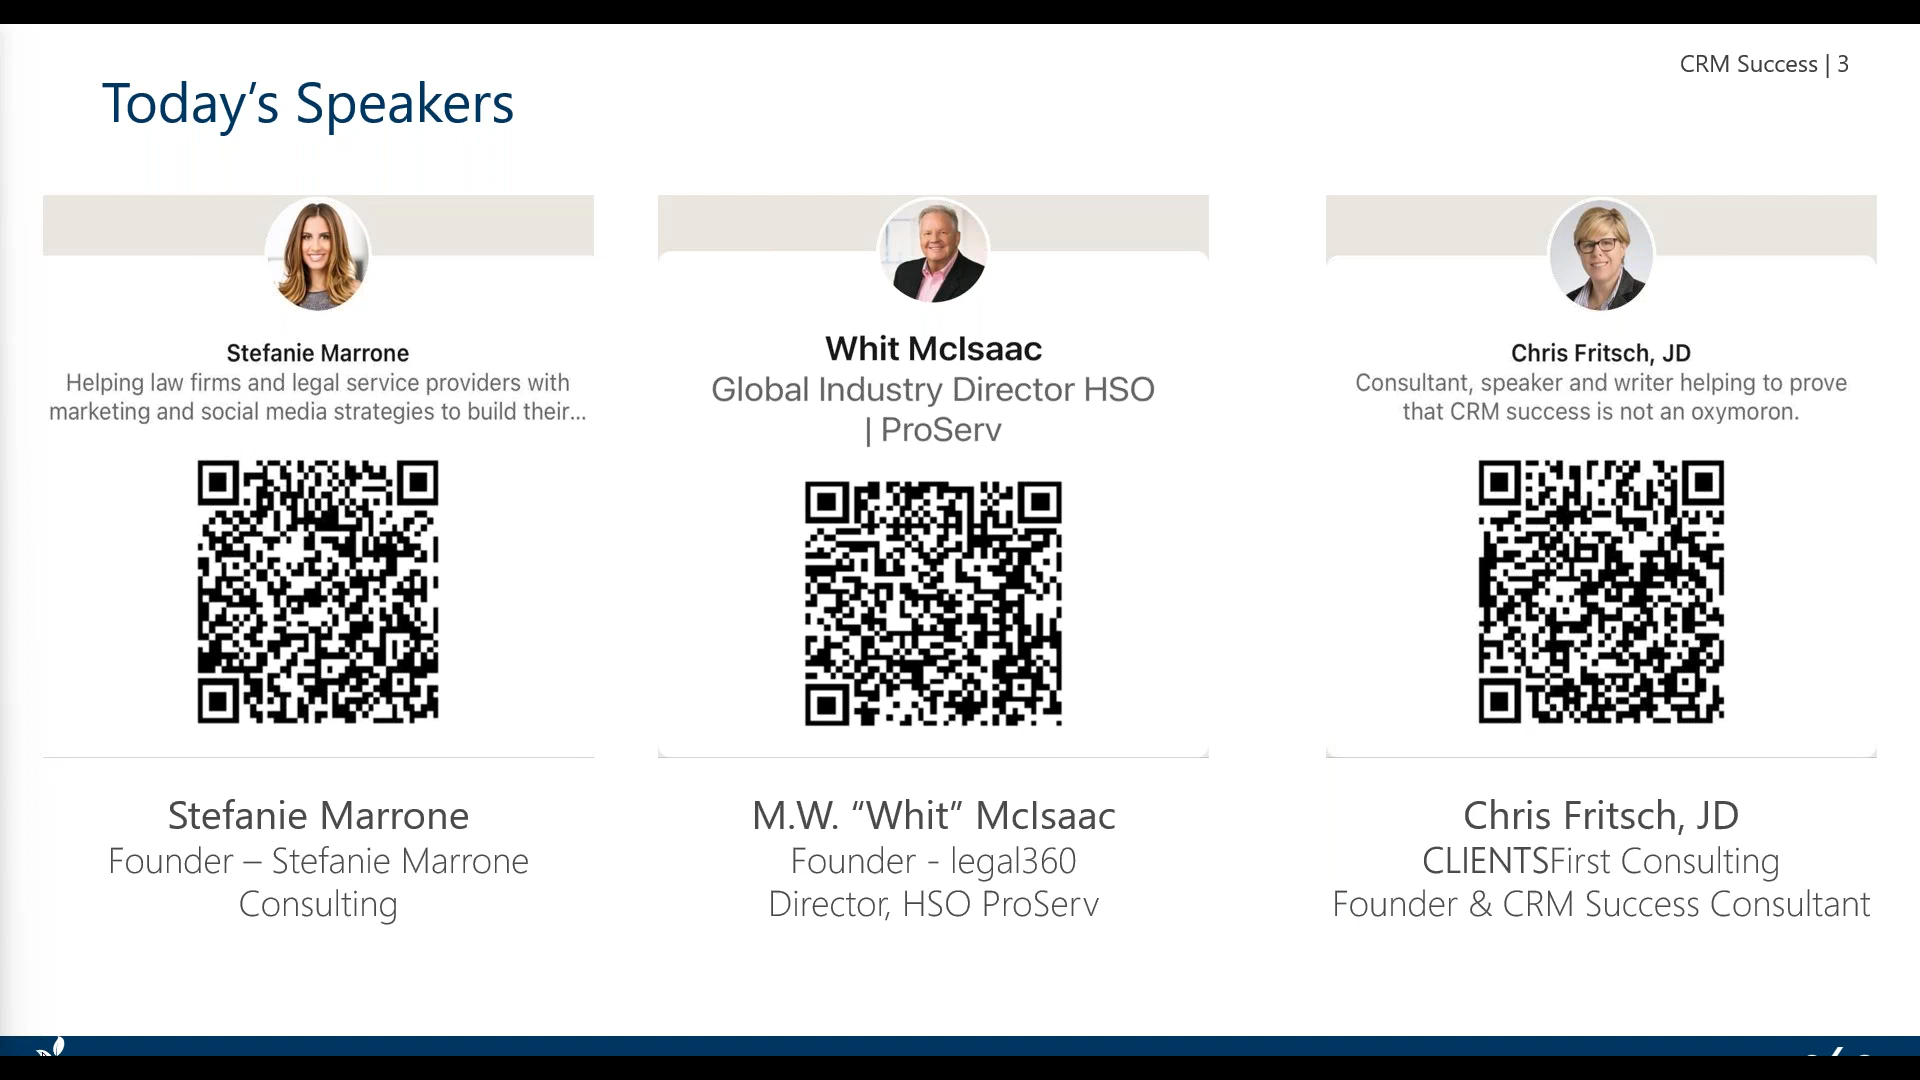 CRM Success | 3
Today’s Speakers
Stefanie Marrone
Helping law firms and legal service providers with
marketing and social media strategies to build their...
Whit McIsaac
Global Industry Director HSO
| ProServ
Chris Fritsch, JD
Consultant, speaker and writer helping to prove
that CRM success is not an oxymoron.
Stefanie Marrone
Founder – Stefanie Marrone
Consulting
M.W. “Whit” McIsaac
Founder - legal360
Director, HSO ProServ
Chris Fritsch, JD
CLIENTSFirst Consulting
Founder & CRM Success Consultant